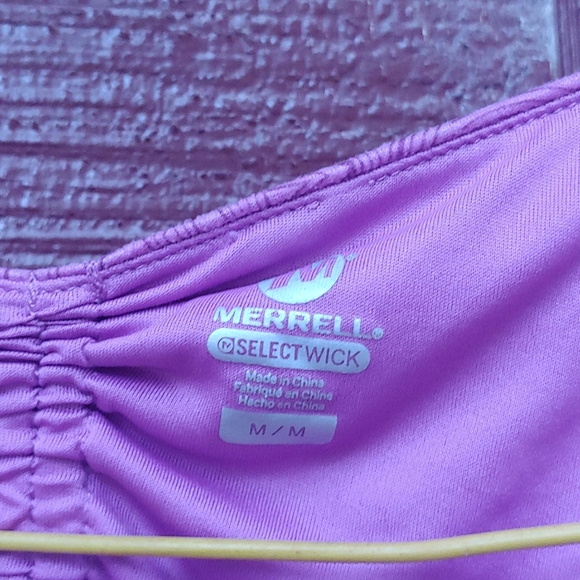 MERRELL®
M SELECT WICK
Made in China
Fabriqué en Chine
Hecho en China
M / M